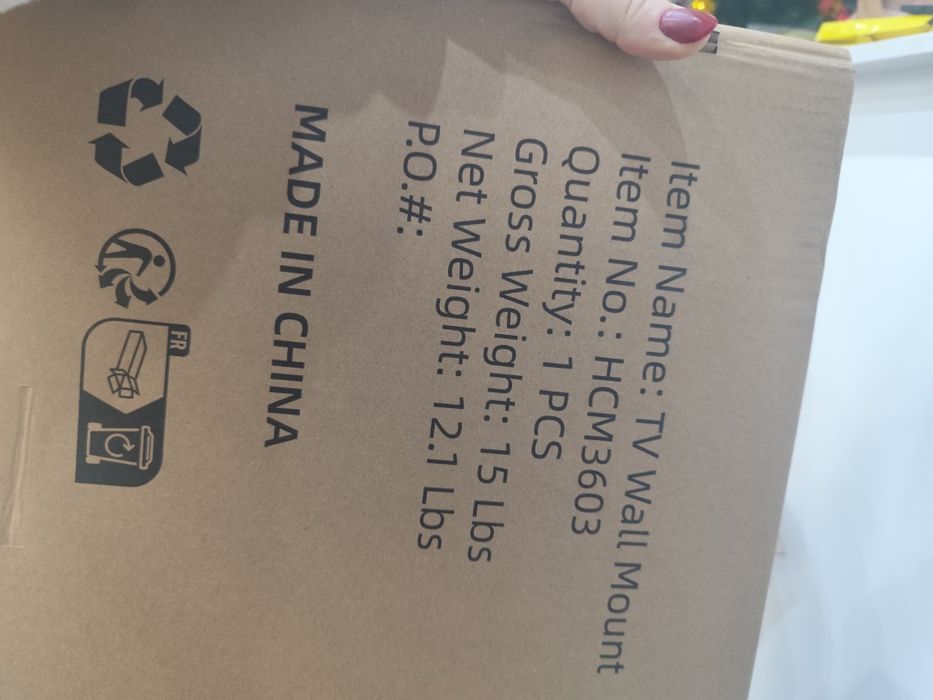 Item Name: TV Wall Mount
Item No.: HCM3603
Quantity: 1 PCS
Gross Weight: 15 Lbs
Net Weight: 12.1 Lbs
P.O.#:
MADE IN CHINA
FR